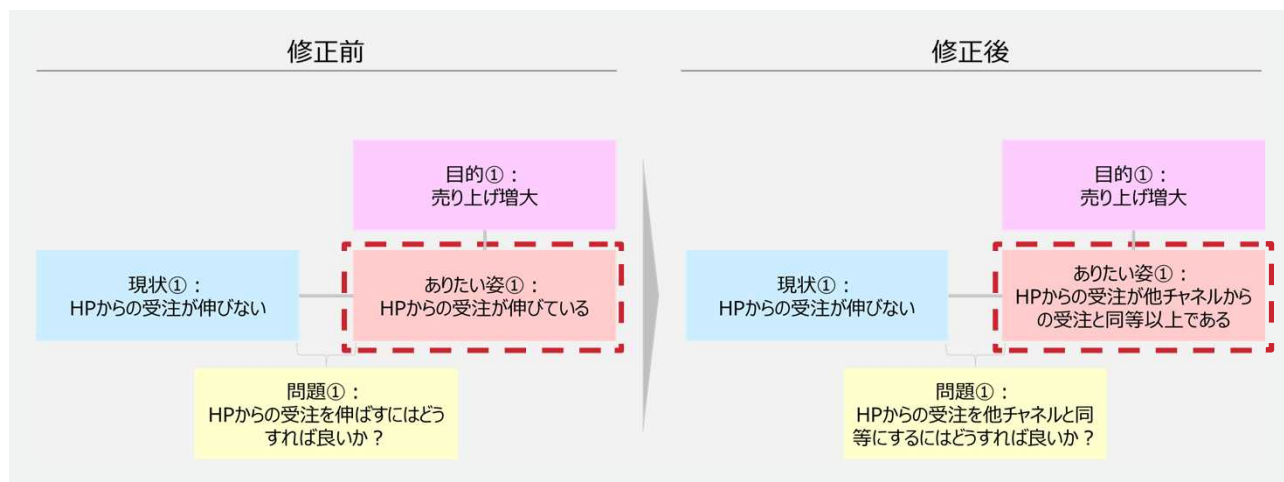 修正前
目的①：
売り上げ増大
現状①：
HPからの受注が伸びない
ありたい姿①：
HPからの受注が伸びている
問題①：
HPからの受注を伸ばすにはどう
すれば良いか？
修正後
目的①：
売り上げ増大
現状①：
HPからの受注が伸びない
ありたい姿①：
HPからの受注が他チャネルから
の受注と同等以上である
問題①：
HPからの受注を他チャネルと同
等にするにはどうすれば良いか？